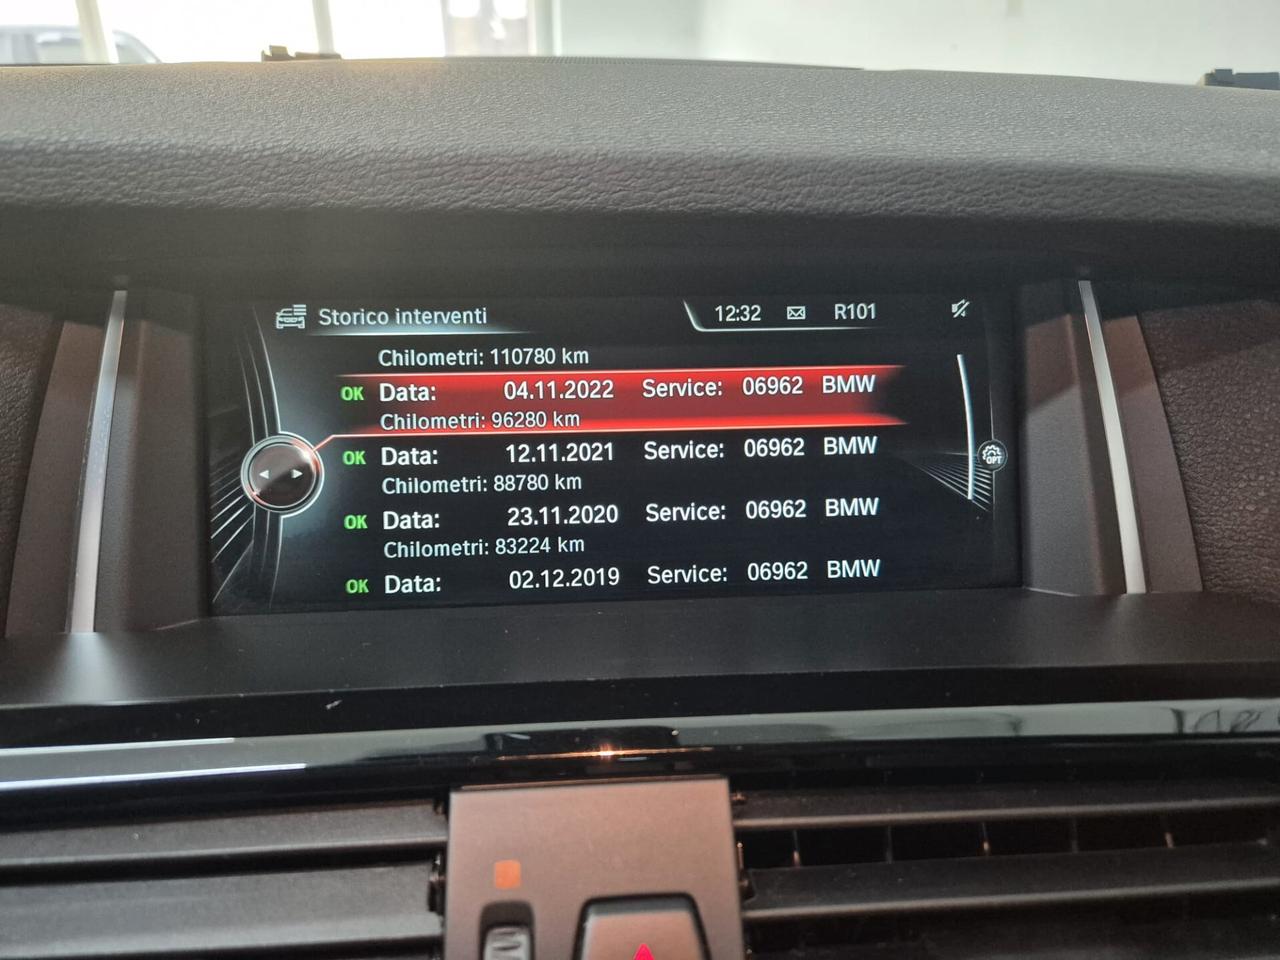 Storico interventi 12:32 R101
Chilometri: 110780 km
OK Data: 04.11.2022 Service: 06962 BMW
Chilometri: 96280 km
OK Data: 12.11.2021 Service: 06962 BMW
Chilometri: 88780 km
OK Data: 23.11.2020 Service: 06962 BMW
Chilometri: 83224 km
OK Data: 02.12.2019 Service: 06962 BMW
OPT